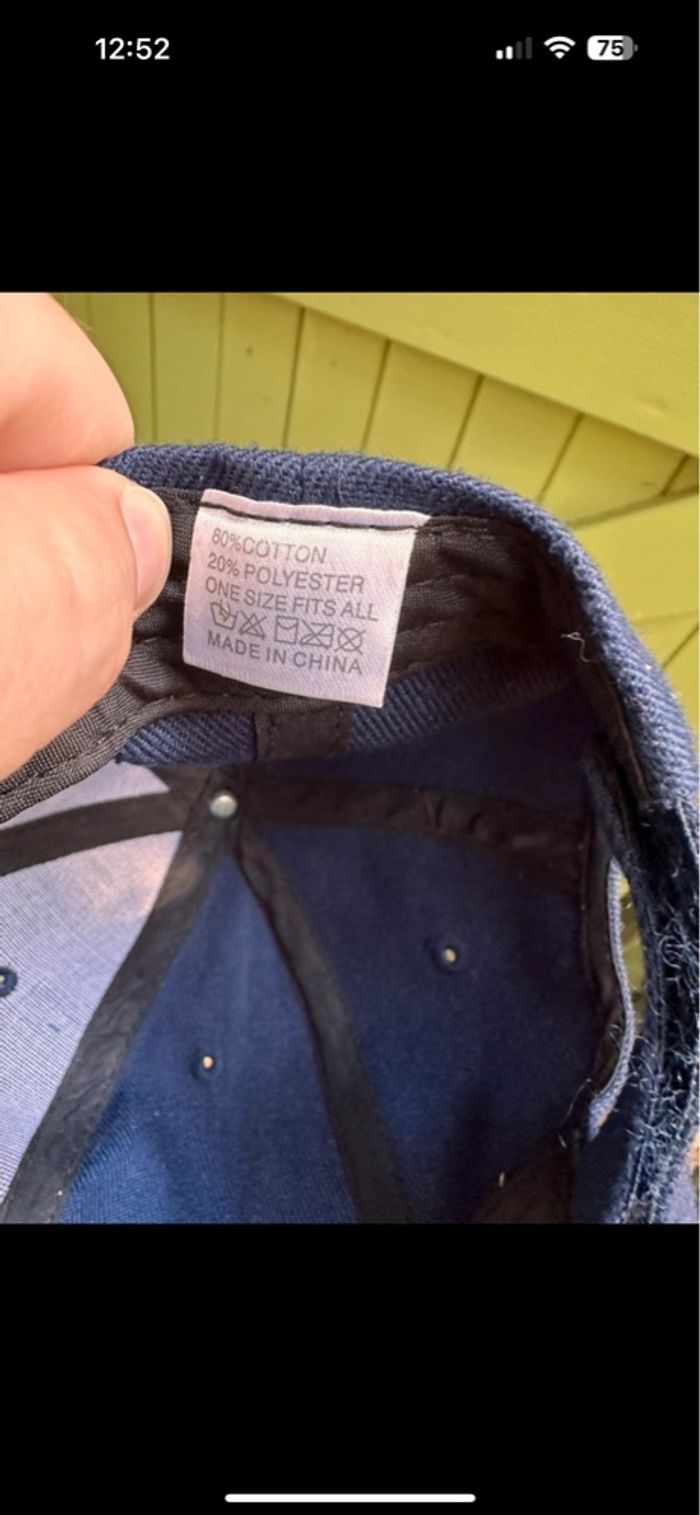 12:52
75
80%COTTON
20% POLYESTER
ONE SIZE FITS ALL
MADE IN CHINA